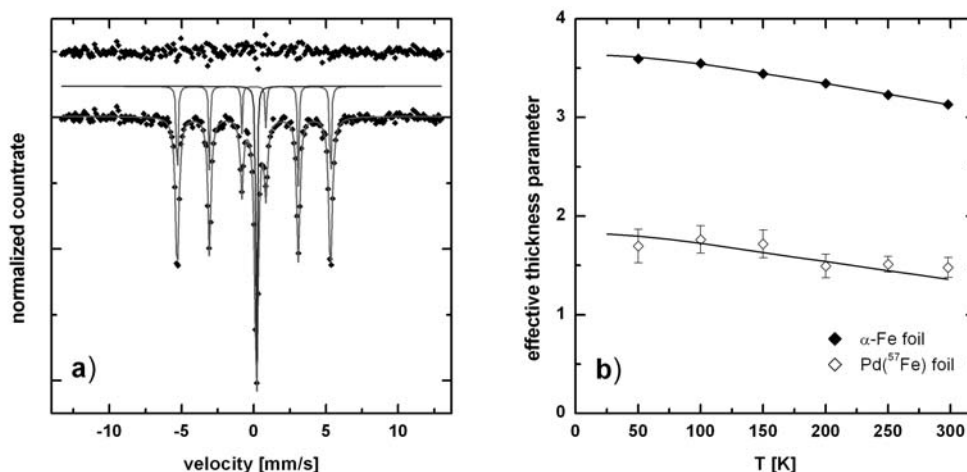 a)
normalized countrate
-10 -5 0 5 10
velocity [mm/s]
b)
effective thickness parameter
4
3
2
1
0
0 50 100 150 200 250 300
T [K]
α-Fe foil
Pd(⁵⁷Fe) foil